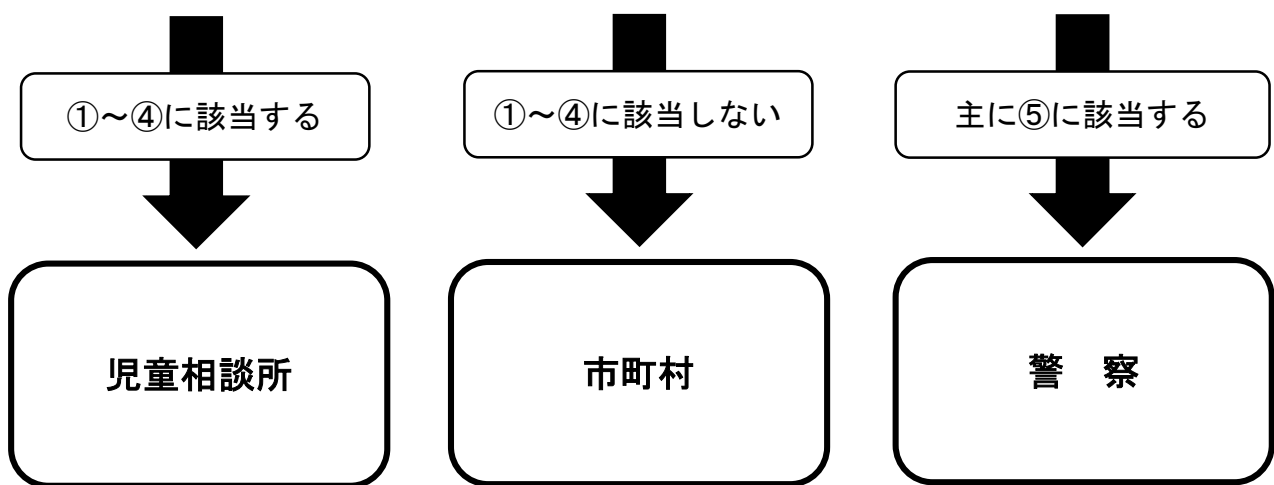 ①～④に該当する
①～④に該当しない
主に⑤に該当する
児童相談所
市町村
警　察